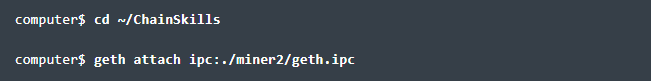 computer$ cd ~/ChainSkills
computer$ geth attach ipc:./miner2/geth.ipc